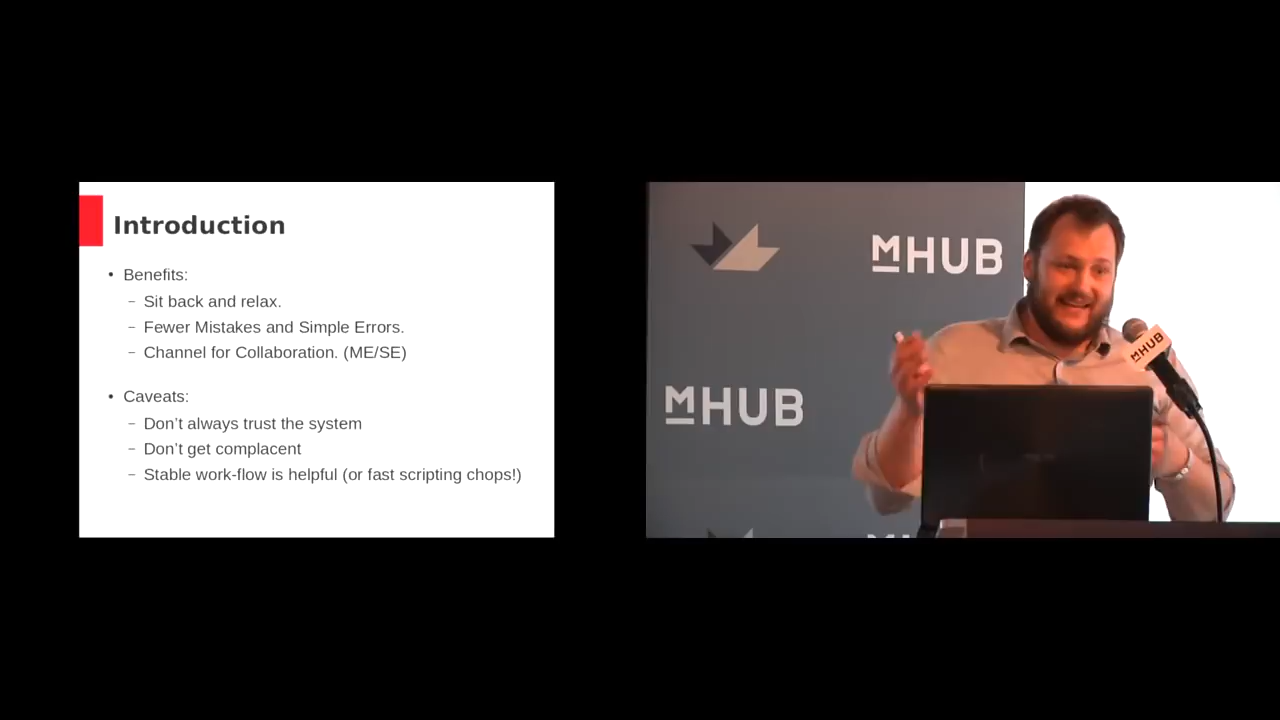 Introduction
• Benefits:
– Sit back and relax.
– Fewer Mistakes and Simple Errors.
– Channel for Collaboration. (ME/SE)
• Caveats:
– Don’t always trust the system
– Don’t get complacent
– Stable work-flow is helpful (or fast scripting chops!)
MHUB
MHUB
MHUB